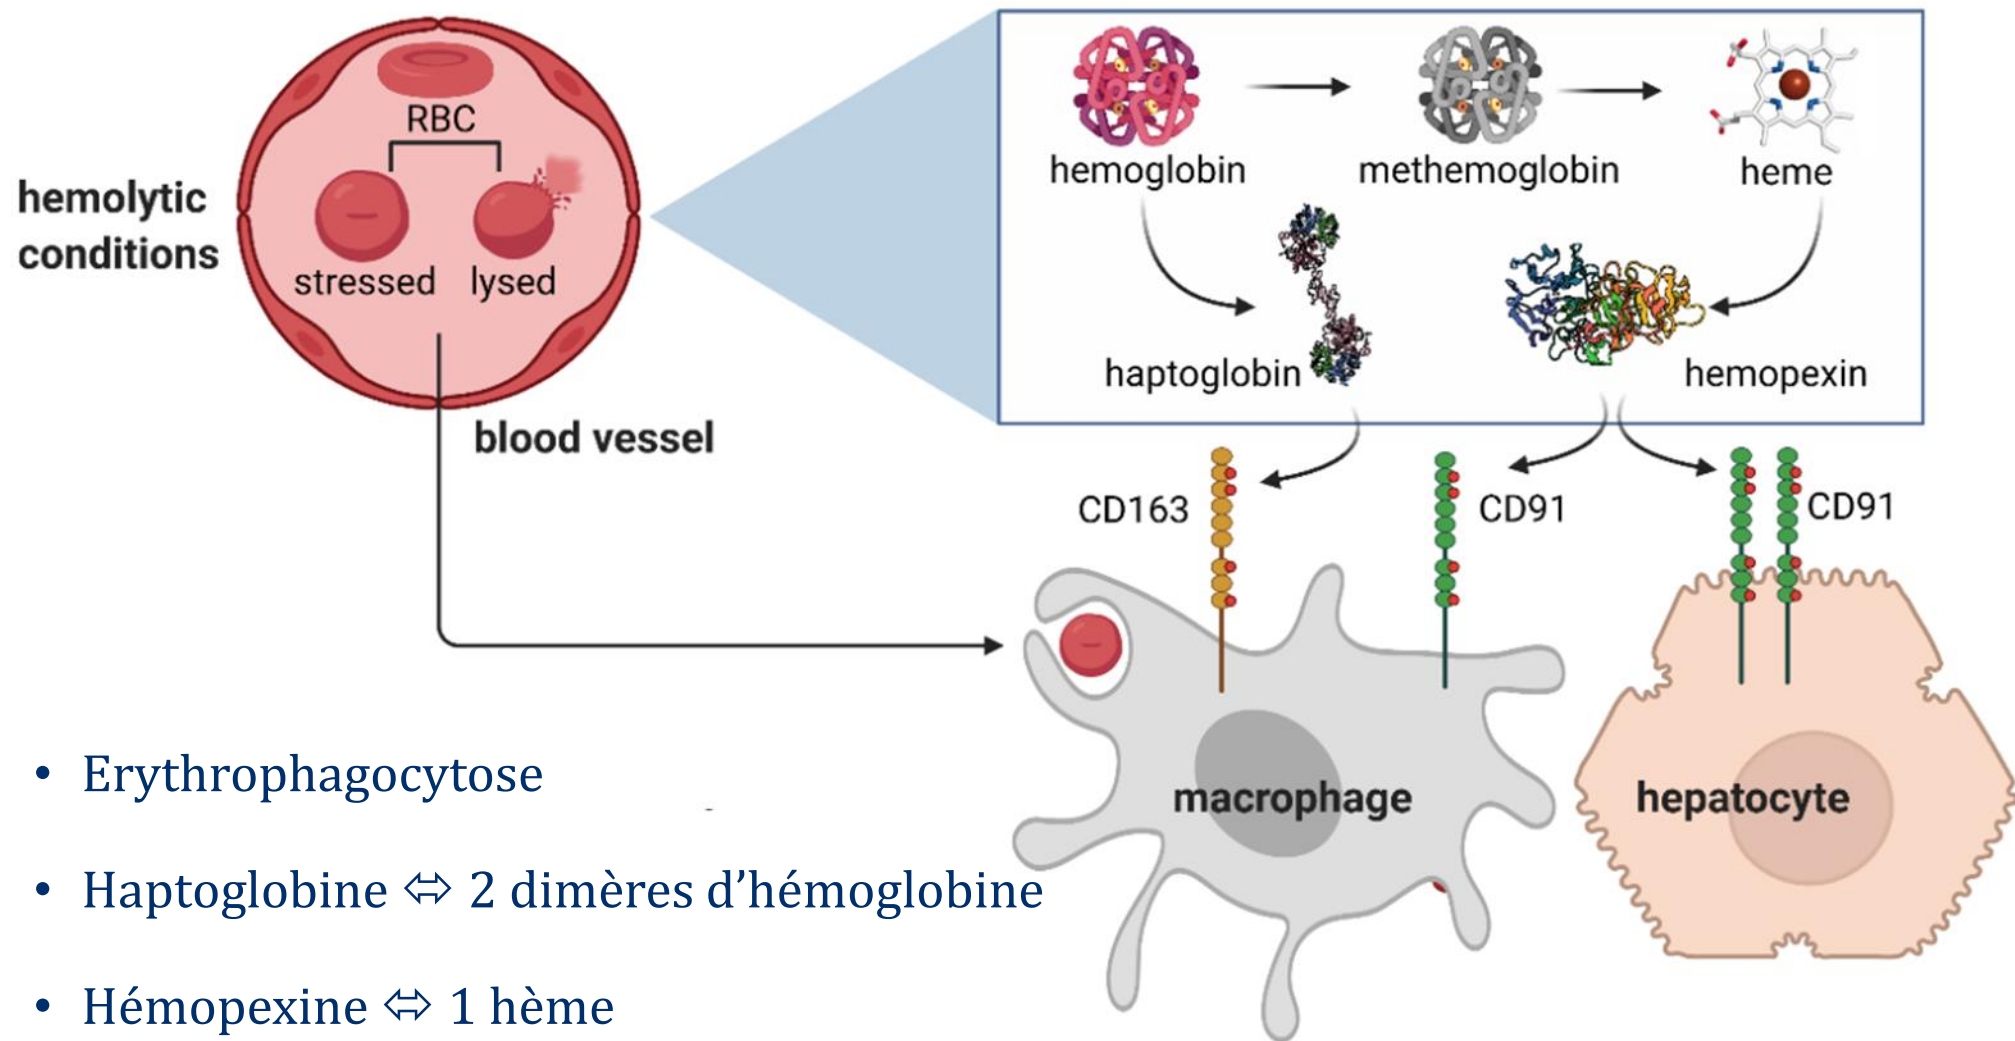 hemolytic
conditions
RBC
stressed
lysed
blood vessel
hemoglobin
methemoglobin
heme
haptoglobin
hemopexin
CD163
CD91
CD91
macrophage
hepatocyte
• Erythrophagocytose
• Haptoglobine ⬄ 2 dimères d’hémoglobine
• Hémopexine ⬄ 1 hème